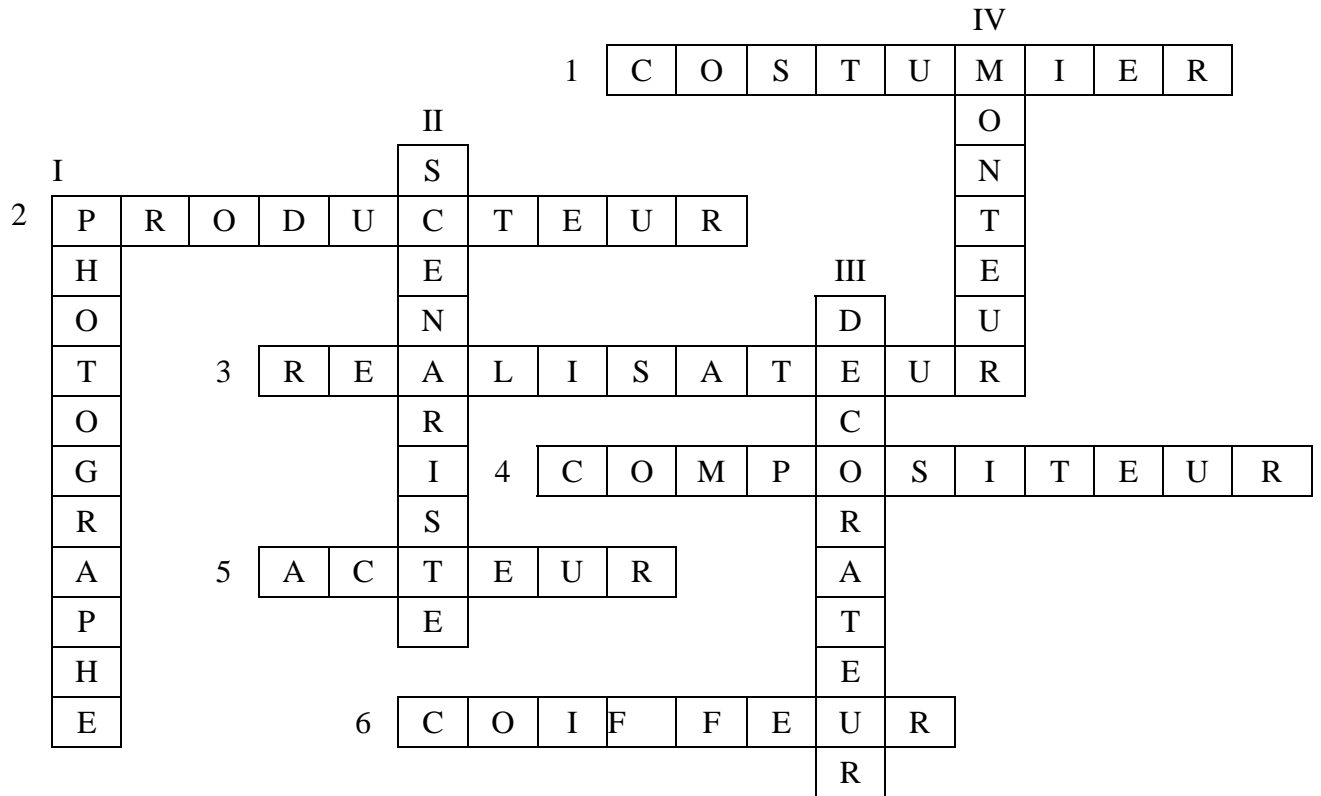 IV
1 C O S T U M I E R
II O
I S N
2 P R O D U C T E U R T
H E III E
O N D U
T 3 R E A L I S A T E U R
O R C
G I 4 C O M P O S I T E U R
R S R
A 5 A C T E U R A
P E T
H E
E 6 C O I F F E U R
R